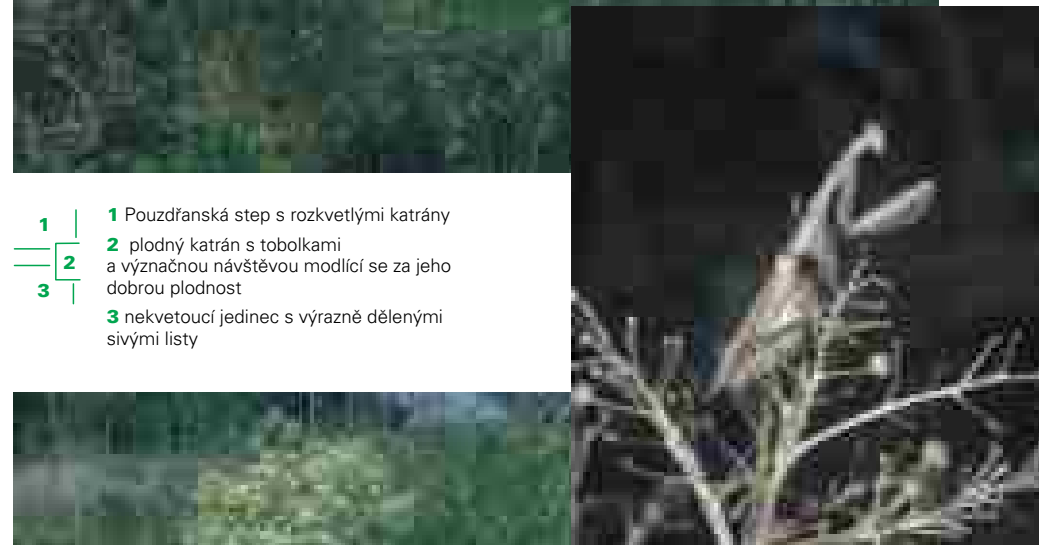 1
2
3
1 Pouzdřanská step s rozkvetlými katrány
2 plodný katrán s tobolkami
a význačnou návštěvou modlící se za jeho
dobrou plodnost
3 nekvetoucí jedinec s výrazně dělenými
sivými listy